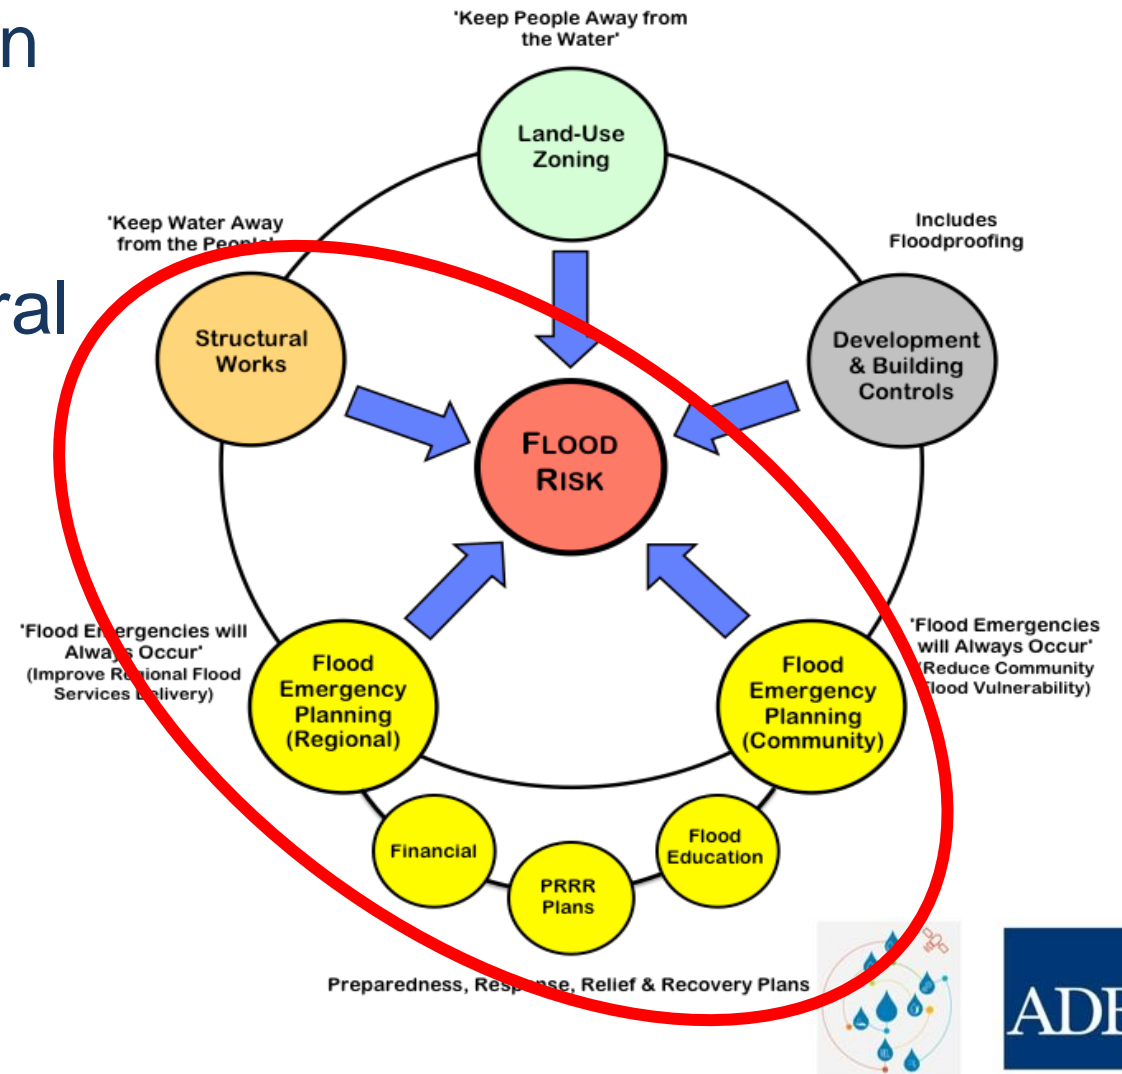 n
ral
'Keep People Away from
the Water'
Land-Use
Zoning
'Keep Water Away
from the People'
Includes
Floodproofing
Structural
Works
Development
& Building
Controls
FLOOD
RISK
'Flood Emergencies will
Always Occur'
(Improve Regional Flood
Services Delivery)
Flood
Emergency
Planning
(Regional)
Flood
Emergency
Planning
(Community)
'Flood Emergencies
will Always Occur'
(Reduce Community
Flood Vulnerability)
Financial
PRRR
Plans
Flood
Education
Preparedness, Response, Relief & Recovery Plans
ADB